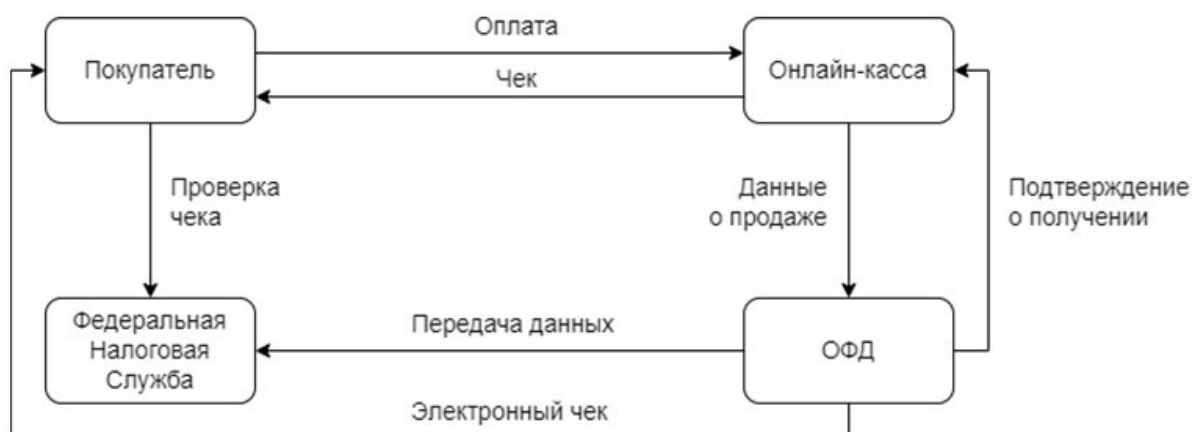 Оплата
Покупатель
Онлайн-касса
Чек
Проверка
чека
Данные
о продаже
Подтверждение
о получении
Федеральная
Налоговая
Служба
Передача данных
ОФД
Электронный чек